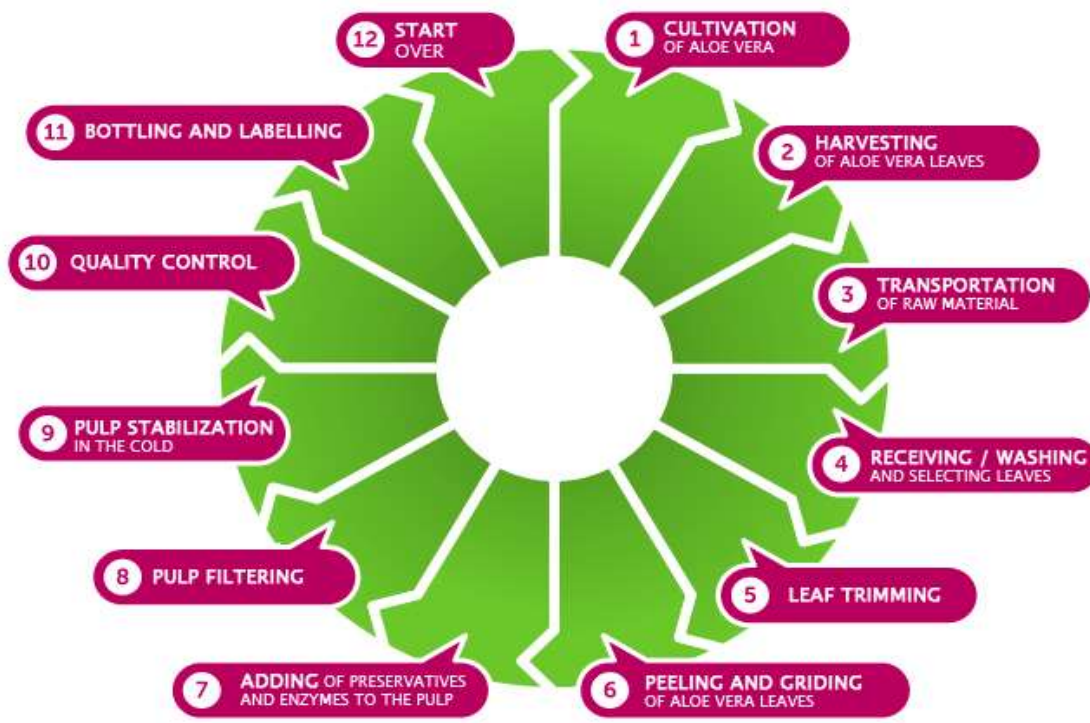 1 CULTIVATION
OF ALOE VERA
2 HARVESTING
OF ALOE VERA LEAVES
3 TRANSPORTATION
OF RAW MATERIAL
4 RECEIVING / WASHING
AND SELECTING LEAVES
5 LEAF TRIMMING
6 PEELING AND GRIDING
OF ALOE VERA LEAVES
7 ADDING OF PRESERVATIVES
AND ENZYMES TO THE PULP
8 PULP FILTERING
9 PULP STABILIZATION
IN THE COLD
10 QUALITY CONTROL
11 BOTTLING AND LABELLING
12 START
OVER